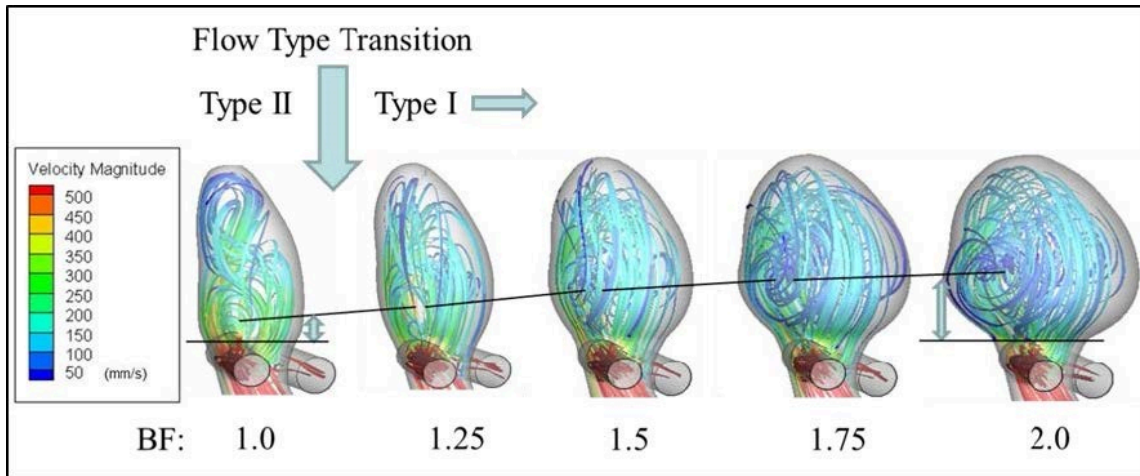 Flow Type Transition
Type II
Type I
Velocity Magnitude
500
450
400
350
300
250
200
150
100
50 (mm/s)
BF: 1.0 1.25 1.5 1.75 2.0